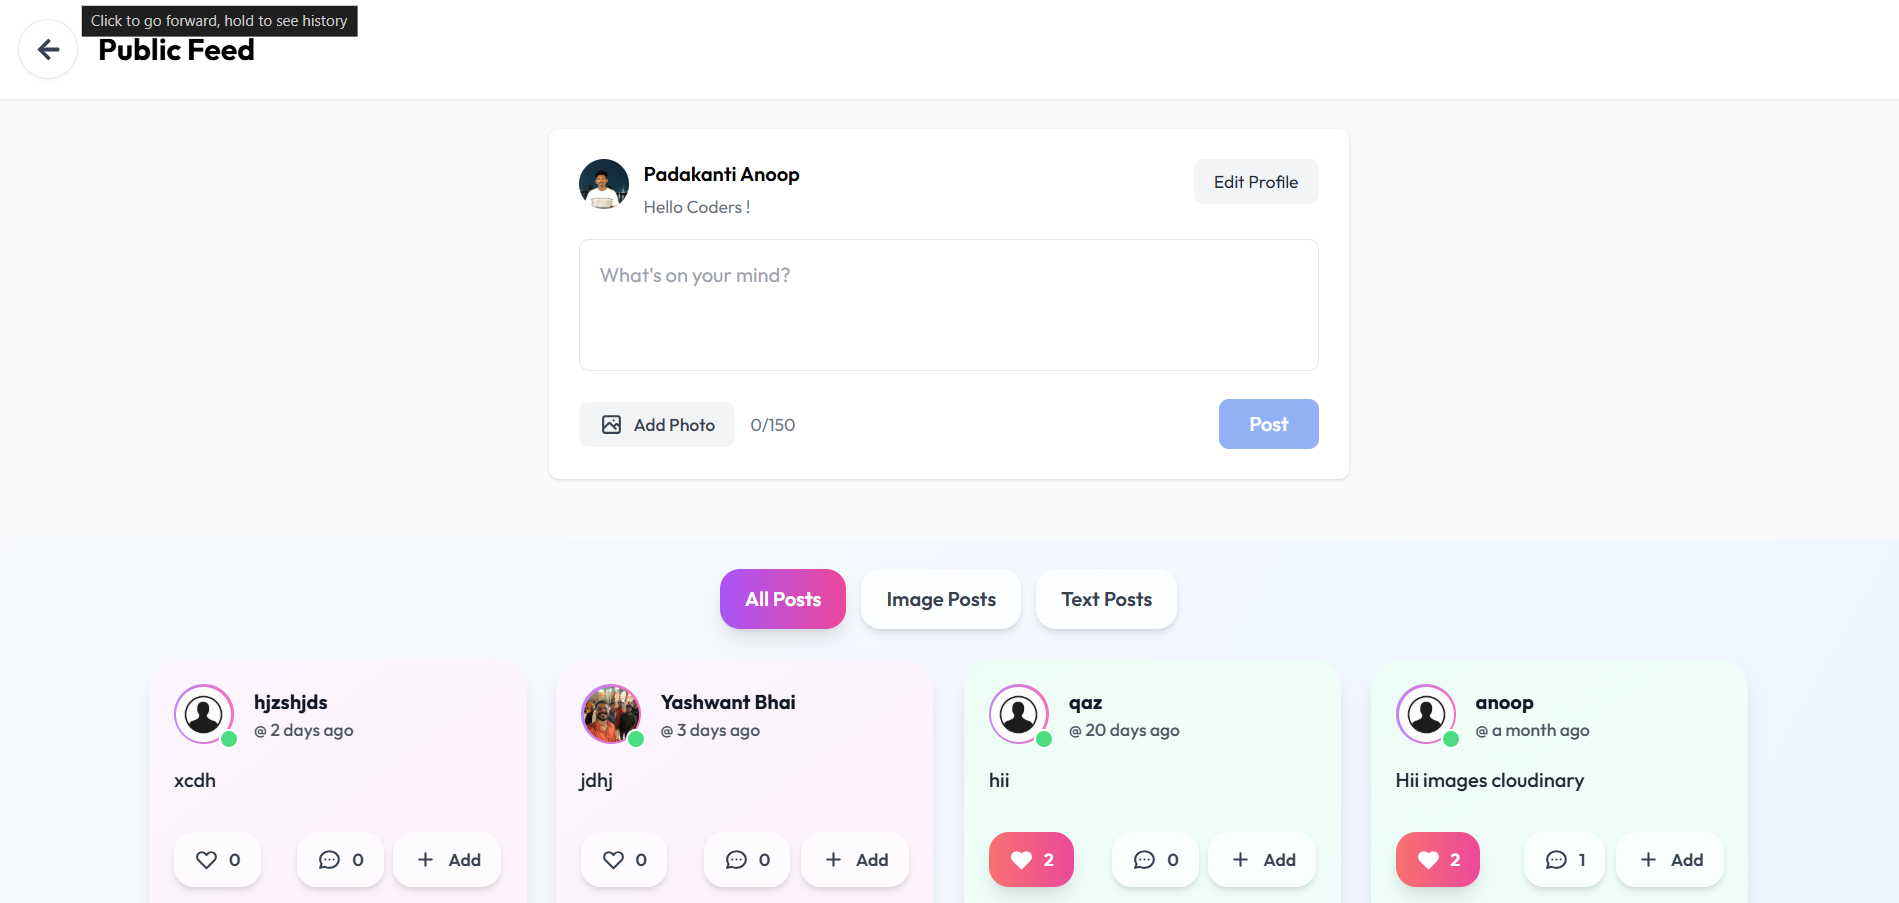 Click to go forward, hold to see history
Public Feed
Padakanti Anoop
Hello Coders !
Edit Profile
What's on your mind?
Add Photo
0/150
Post
All Posts
Image Posts
Text Posts
hjzshjds
@ 2 days ago
xcdh
0
0
Add
Yashwant Bhai
@ 3 days ago
jdhj
0
0
Add
qaz
@ 20 days ago
hii
2
0
Add
anoop
@ a month ago
Hii images cloudinary
2
1
Add